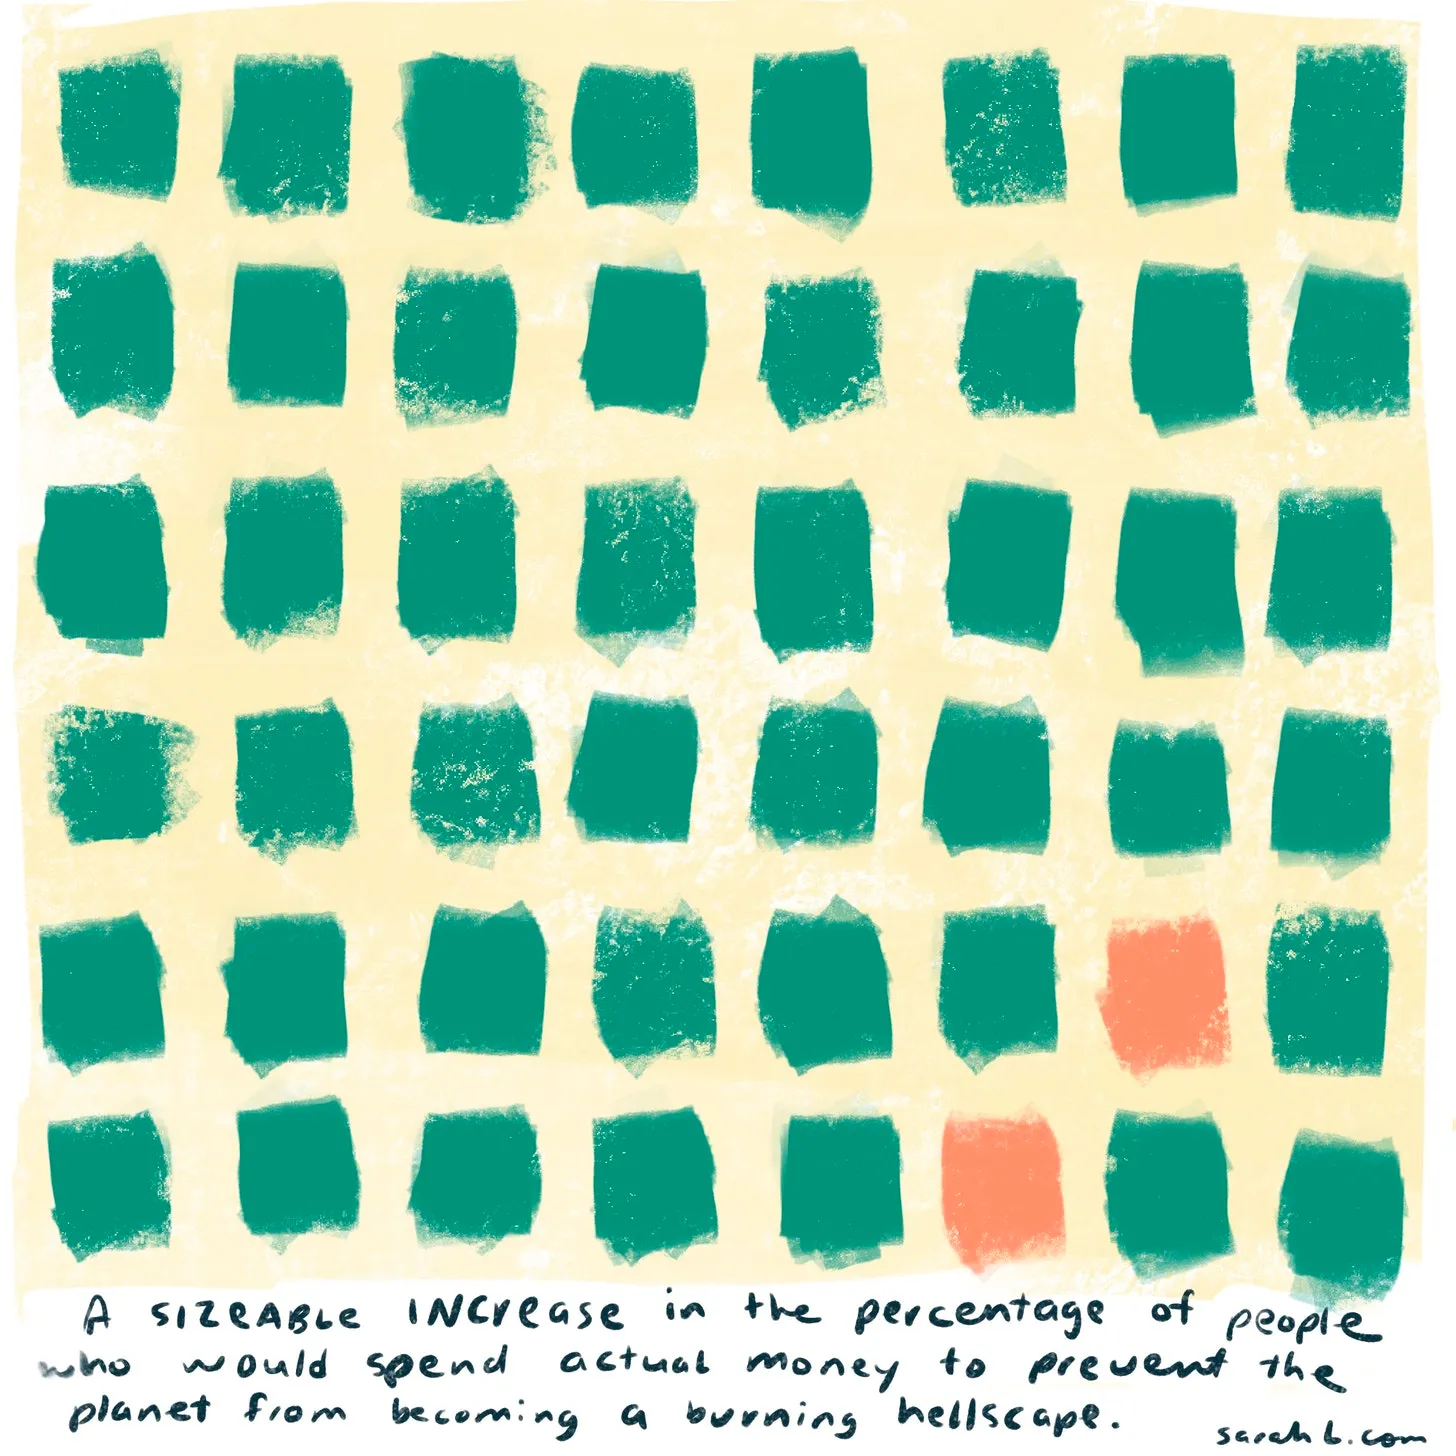 A SIZEABLE INCREASE in the percentage of people
who would spend actual money to prevent the
planet from becoming a burning hellscape.
sarah l.com